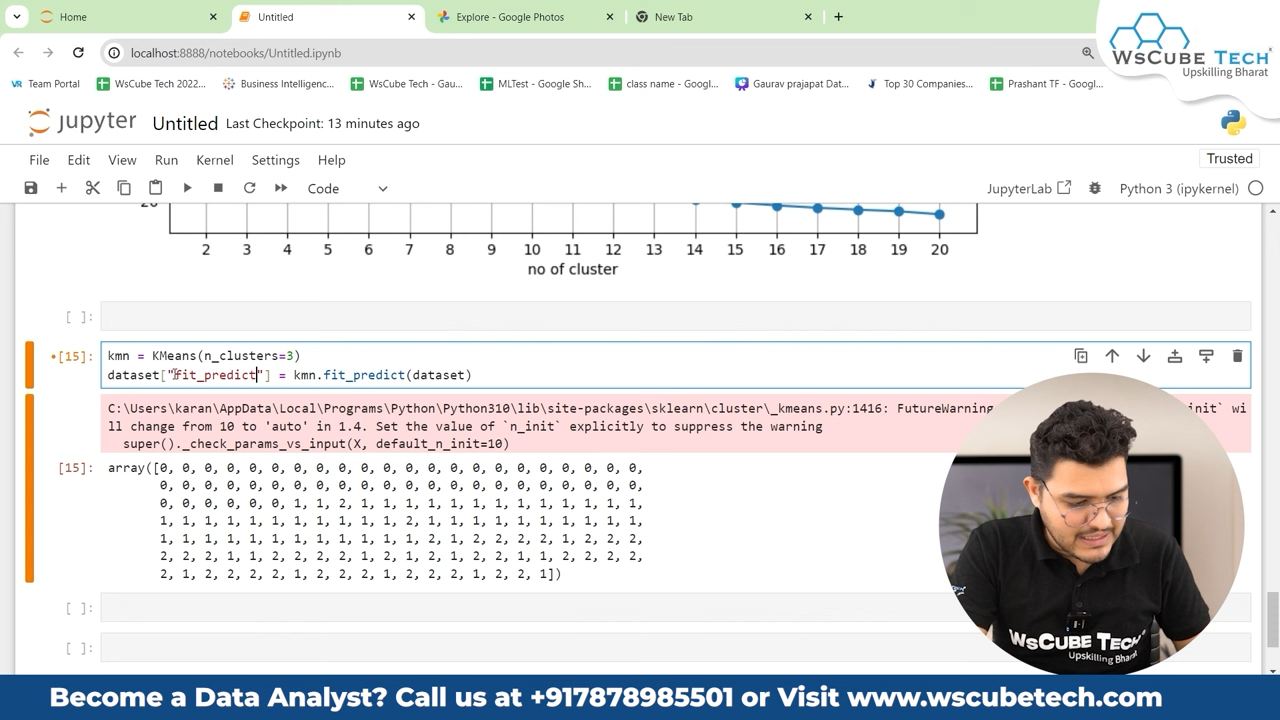 Home
Untitled
Explore - Google Photos
New Tab
localhost:8888/notebooks/Untitled.ipynb
WSCUBE TECH
Upskilling Bharat
VR Team Portal
WsCube Tech 2022...
Business Intelligenc...
WsCube Tech - Gau...
MLTest - Google Sh...
class name - Googl...
Gaurav prajapat Dat...
Top 30 Companies...
Prashant TF - Googl...
jupyter Untitled Last Checkpoint: 13 minutes ago
File Edit View Run Kernel Settings Help
Trusted
Code
JupyterLab
Python 3 (ipykernel)
20
2 3 4 5 6 7 8 9 10 11 12 13 14 15 16 17 18 19 20
no of cluster
[ ]:
[15]: kmn = KMeans(n_clusters=3)
dataset["fit_predict"] = kmn.fit_predict(dataset)
C:\Users\karan\AppData\Local\Programs\Python\Python310\lib\site-packages\sklearn\cluster\_kmeans.py:1416: FutureWarning
init` wi
ll change from 10 to 'auto' in 1.4. Set the value of `n_init` explicitly to suppress the warning
super()._check_params_vs_input(X, default_n_init=10)
[15]: array([0, 0, 0, 0, 0, 0, 0, 0, 0, 0, 0, 0, 0, 0, 0, 0, 0, 0, 0, 0, 0, 0,
0, 0, 0, 0, 0, 0, 0, 0, 0, 0, 0, 0, 0, 0, 0, 0, 0, 0, 0, 0, 0, 0,
0, 0, 0, 0, 0, 0, 1, 1, 2, 1, 1, 1, 1, 1, 1, 1, 1, 1, 1, 1, 1, 1,
1, 1, 1, 1, 1, 1, 1, 1, 1, 1, 1, 2, 1, 1, 1, 1, 1, 1, 1, 1, 1, 1,
1, 1, 1, 1, 1, 1, 1, 1, 1, 1, 1, 1, 2, 1, 2, 2, 2, 2, 1, 2, 2, 2,
2, 2, 2, 1, 1, 2, 2, 2, 2, 1, 2, 1, 2, 1, 2, 2, 1, 1, 2, 2, 2, 2,
2, 1, 2, 2, 2, 2, 1, 2, 2, 2, 1, 2, 2, 2, 1, 2, 2, 1])
[ ]:
[ ]:
WSCUBE TECH
Upskilling Bharat
Become a Data Analyst? Call us at +917878985501 or Visit www.wscubetech.com